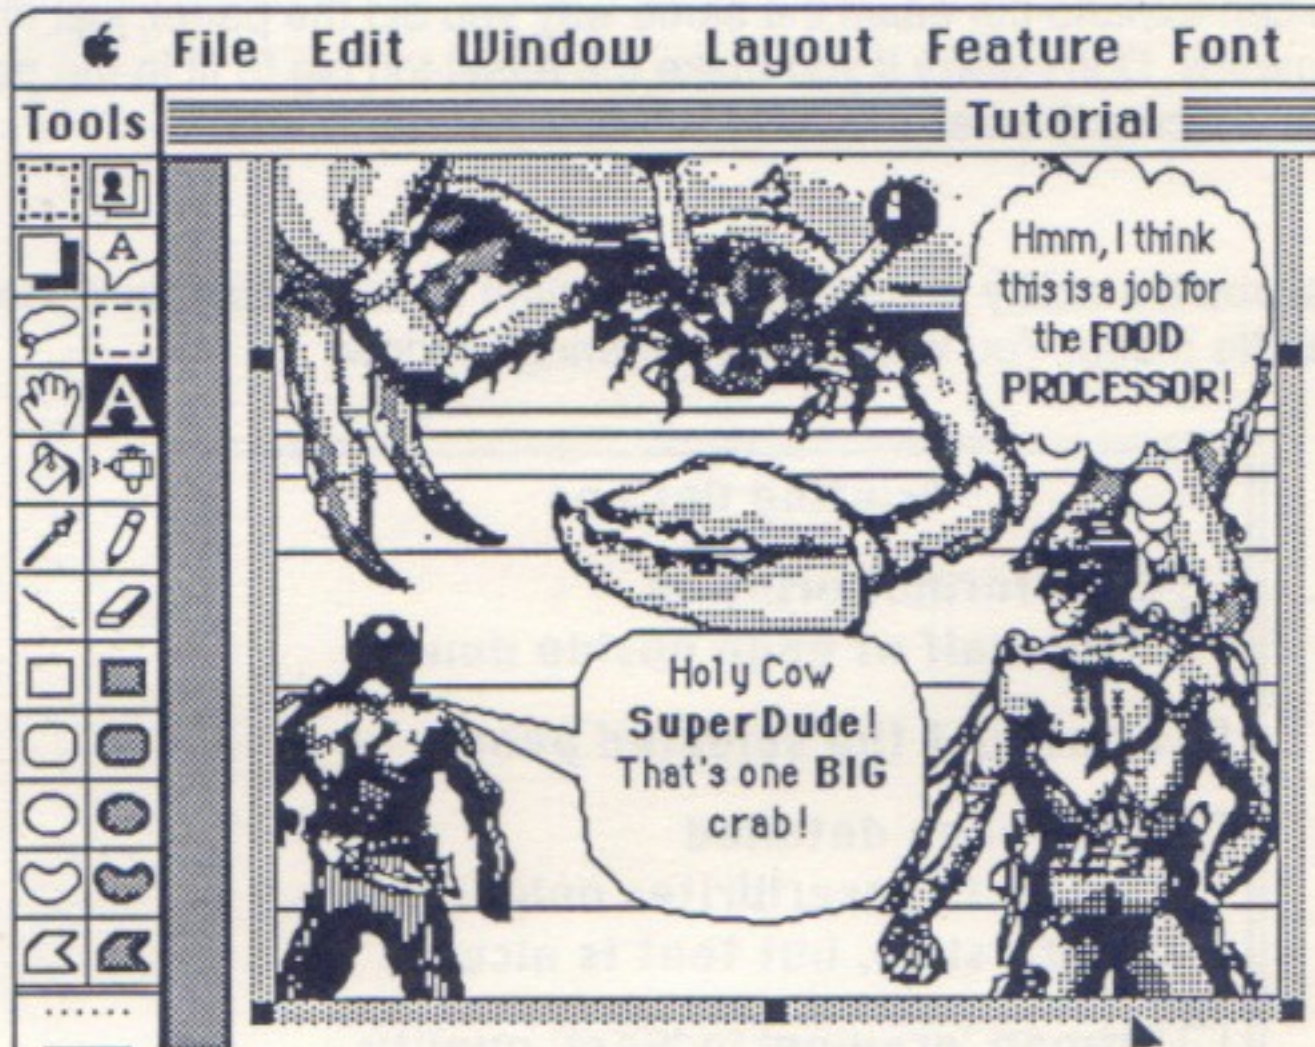 File Edit Window Layout Feature Font
Tools
Tutorial
A
A
Hmm, I think
this is a job for
the FOOD
PROCESSOR!
Holy Cow
SuperDude!
That's one BIG
crab!